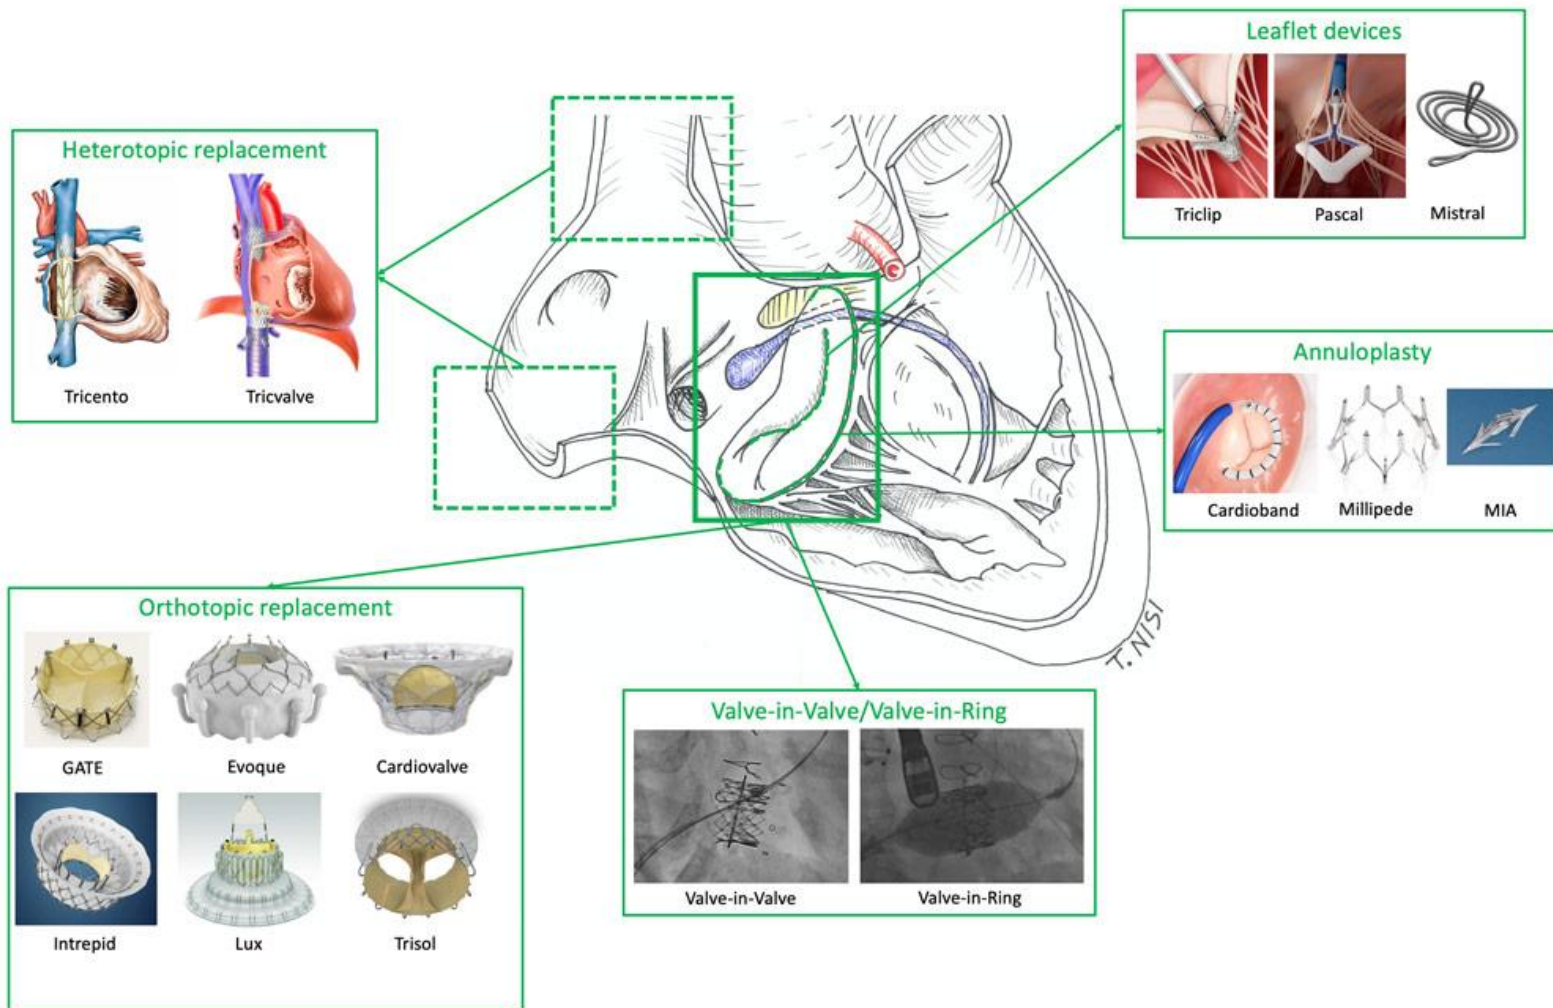 Leaflet devices
Triclip
Pascal
Mistral
Heterotopic replacement
Tricento
Tricvalve
Annuloplasty
Cardioband
Millipede
MIA
T. NISI
Orthotopic replacement
GATE
Evoque
Cardiovalve
Intrepid
Lux
Trisol
Valve-in-Valve/Valve-in-Ring
Valve-in-Valve
Valve-in-Ring